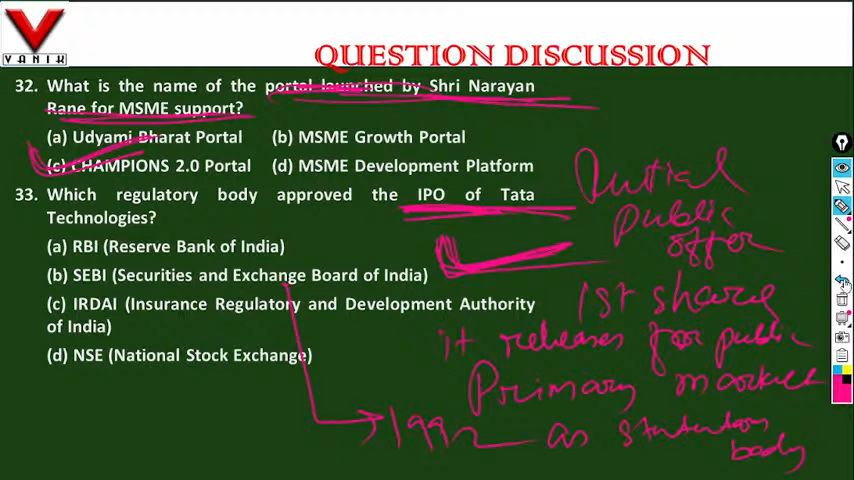 VANIK
QUESTION DISCUSSION
32. What is the name of the portal launched by Shri Narayan
Rane for MSME support?
(a) Udyami Bharat Portal (b) MSME Growth Portal
(c) CHAMPIONS 2.0 Portal (d) MSME Development Platform
33. Which regulatory body approved the IPO of Tata
Technologies?
(a) RBI (Reserve Bank of India)
(b) SEBI (Securities and Exchange Board of India)
(c) IRDAI (Insurance Regulatory and Development Authority
of India)
(d) NSE (National Stock Exchange)
Initial
public
offer
1st shares
it releases for public
Primary market
1992 as statutory
body